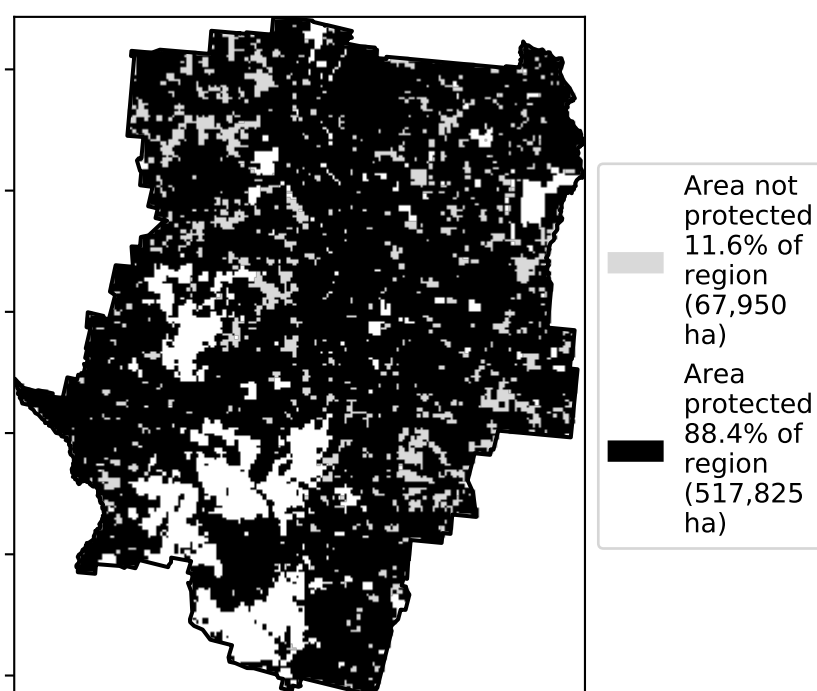 Area not
protected
11.6% of
region
(67,950
ha)
Area
protected
88.4% of
region
(517,825
ha)